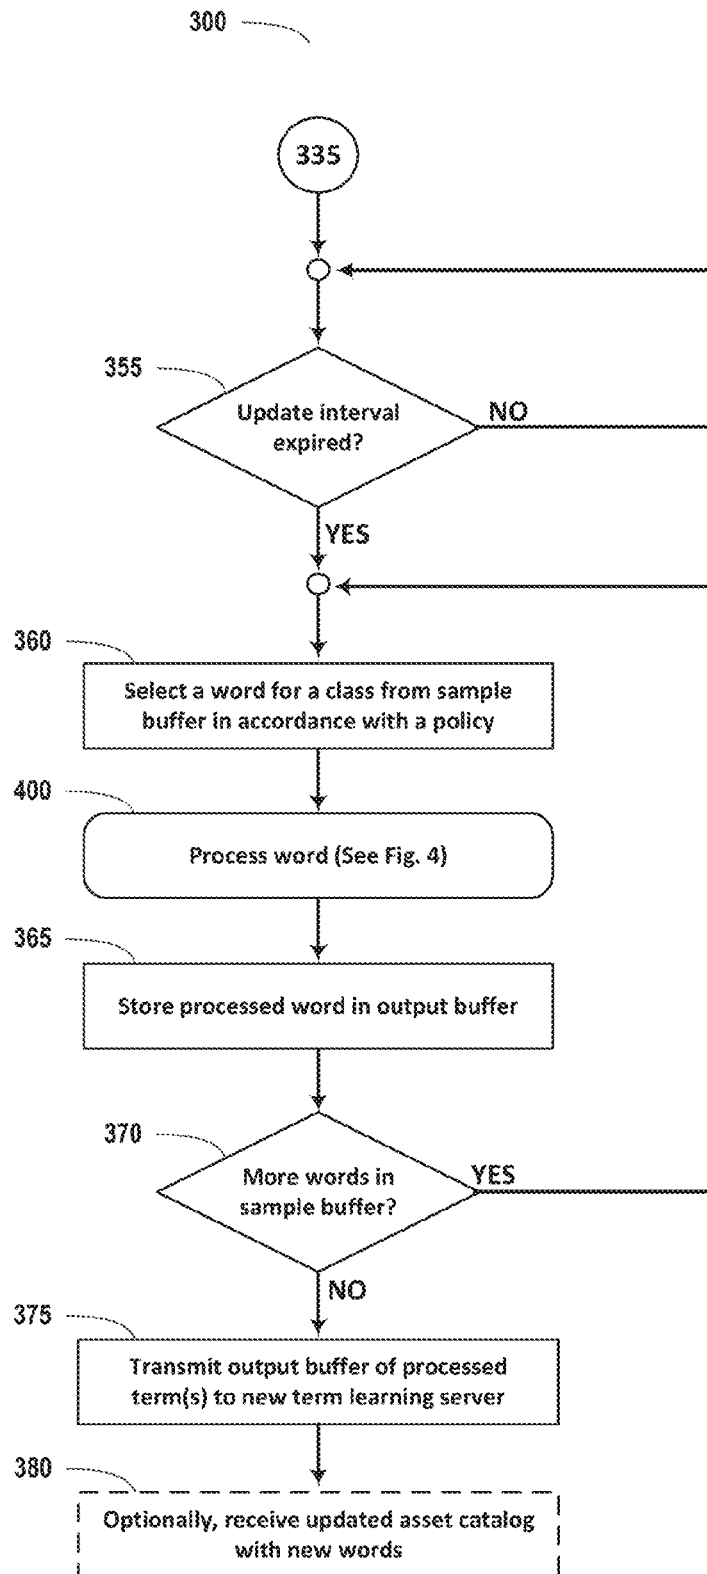 300
335
355
Update interval
expired?
NO
YES
360
Select a word for a class from sample
buffer in accordance with a policy
400
Process word (See Fig. 4)
365
Store processed word in output buffer
370
More words in
sample buffer?
YES
NO
375
Transmit output buffer of processed
term(s) to new term learning server
380
Optionally, receive updated asset catalog
with new words